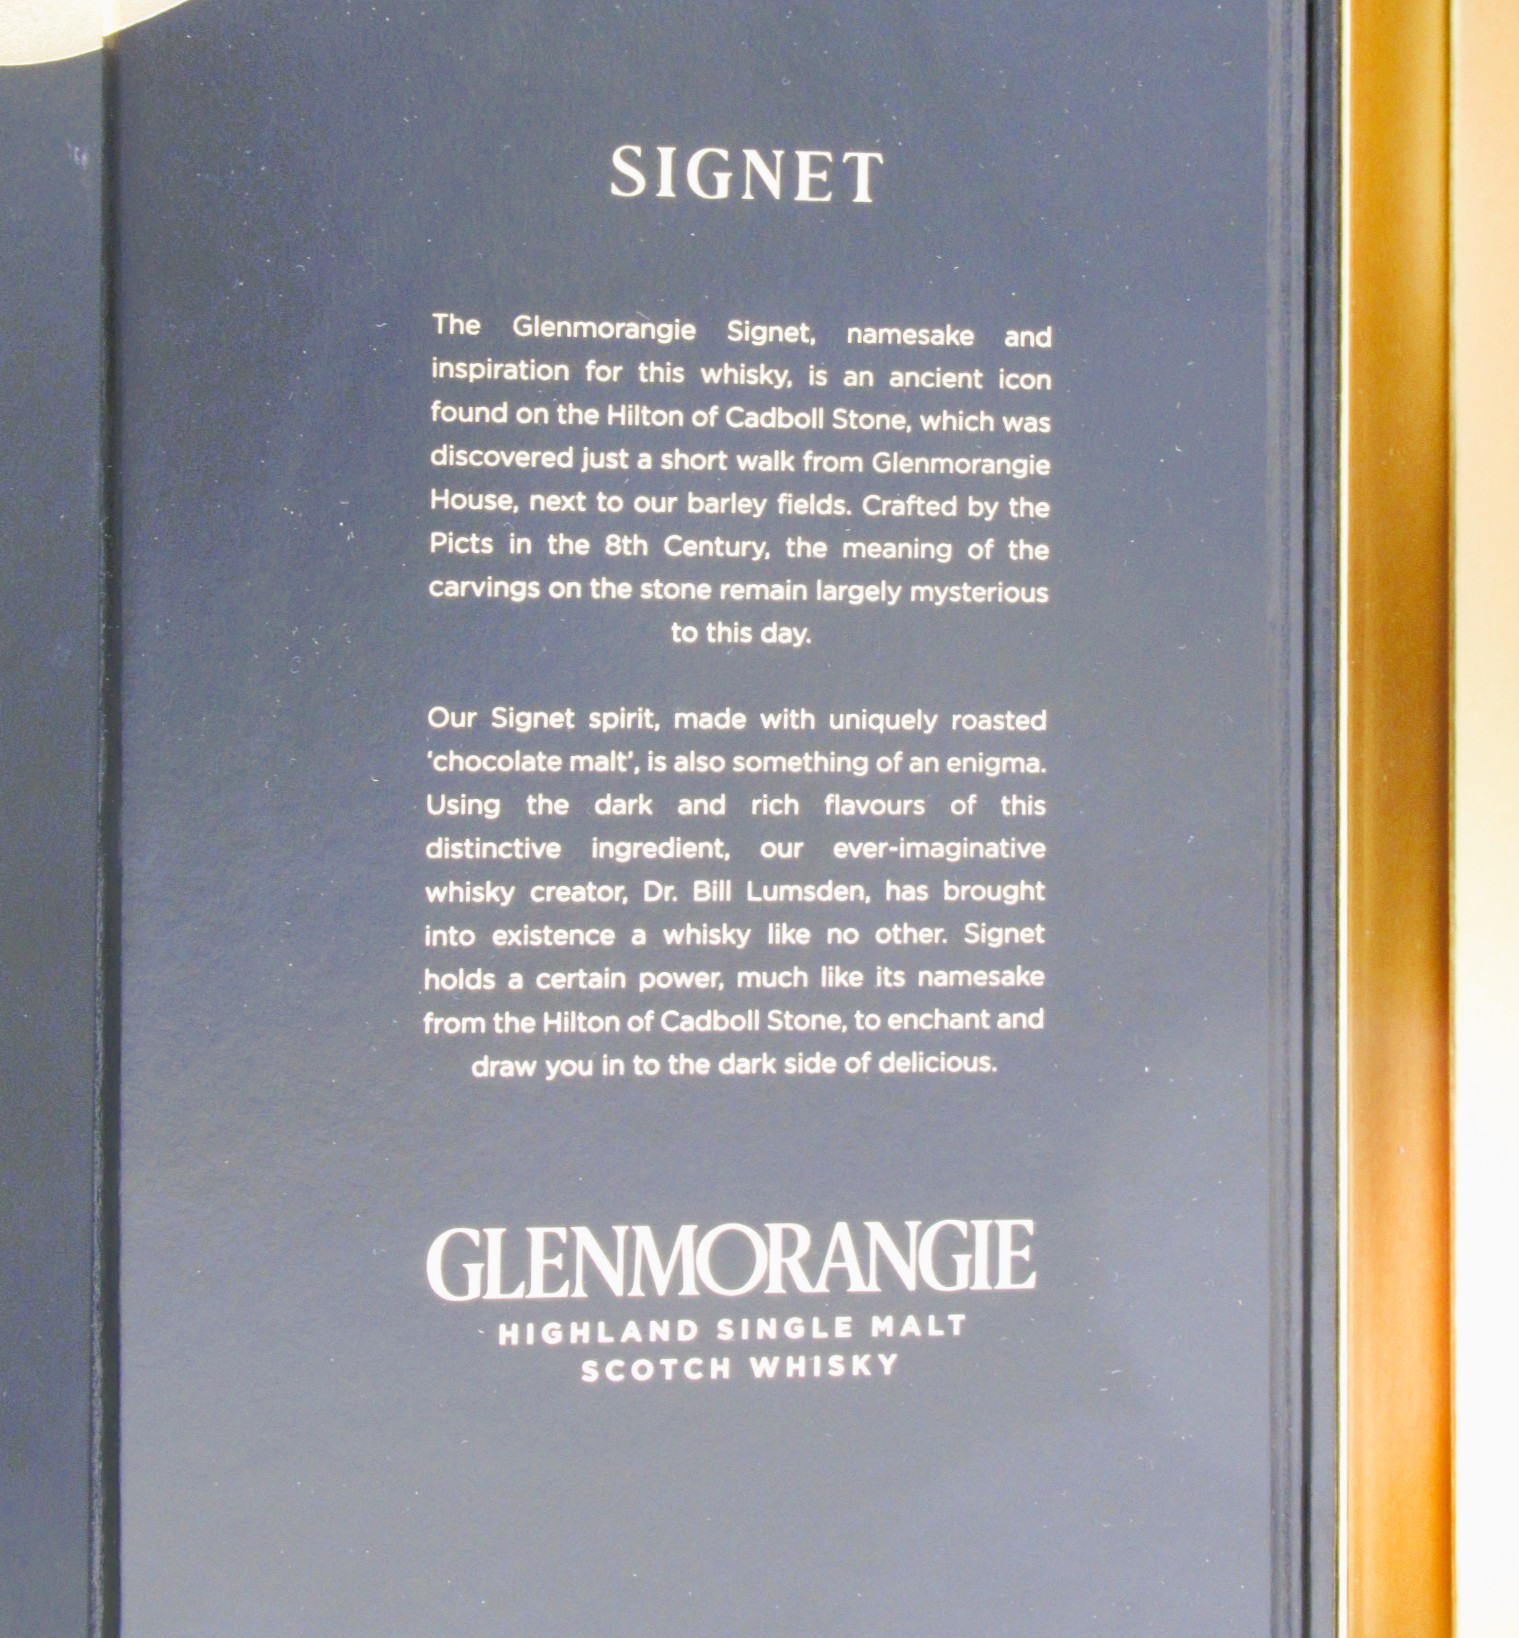 SIGNET
The Glenmorangie Signet, namesake and
inspiration for this whisky, is an ancient icon
found on the Hilton of Cadboll Stone, which was
discovered just a short walk from Glenmorangie
House, next to our barley fields. Crafted by the
Picts in the 8th Century, the meaning of the
carvings on the stone remain largely mysterious
to this day.
Our Signet spirit, made with uniquely roasted
‘chocolate malt’, is also something of an enigma.
Using the dark and rich flavours of this
distinctive ingredient, our ever-imaginative
whisky creator, Dr. Bill Lumsden, has brought
into existence a whisky like no other. Signet
holds a certain power, much like its namesake
from the Hilton of Cadboll Stone, to enchant and
draw you in to the dark side of delicious.
GLENMORANGIE
HIGHLAND SINGLE MALT
SCOTCH WHISKY